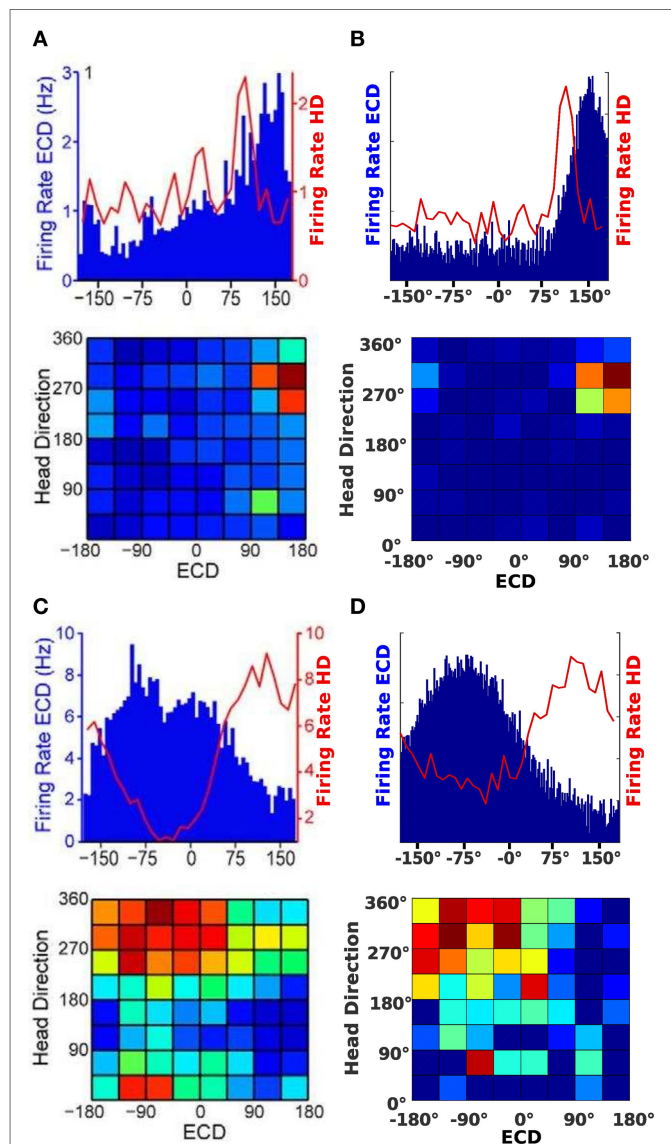 A
Firing Rate ECD (Hz)
3
2
1
0
1
2
1
0
Firing Rate HD
-150 -75 0 75 150
Head Direction
360
270
180
90
-180 -90 0 90 180
ECD
B
Firing Rate ECD
Firing Rate HD
-150° -75° -0° 75° 150°
Head Direction
360°
270°
180°
90°
0°
-180° -90° 0° 90° 180°
ECD
C
Firing Rate ECD (Hz)
10
8
6
4
2
0
10
8
6
4
2
Firing Rate HD
-150 -75 0 75 150
Head Direction
360
270
180
90
-180 -90 0 90 180
ECD
D
Firing Rate ECD
Firing Rate HD
-150° -75° -0° 75° 150°
Head Direction
360°
270°
180°
90°
0°
-180° -90° 0° 90° 180°
ECD